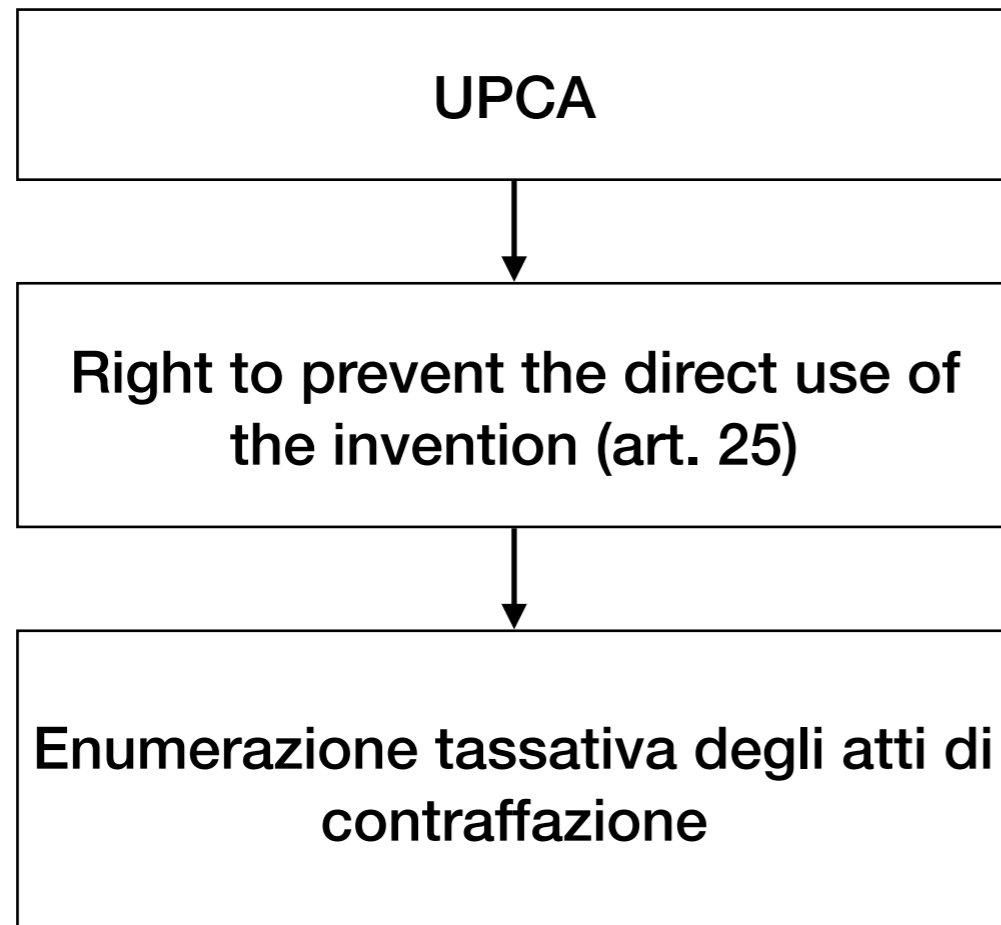 UPCA
Right to prevent the direct use of
the invention (art. 25)
Enumerazione tassativa degli atti di
contraffazione